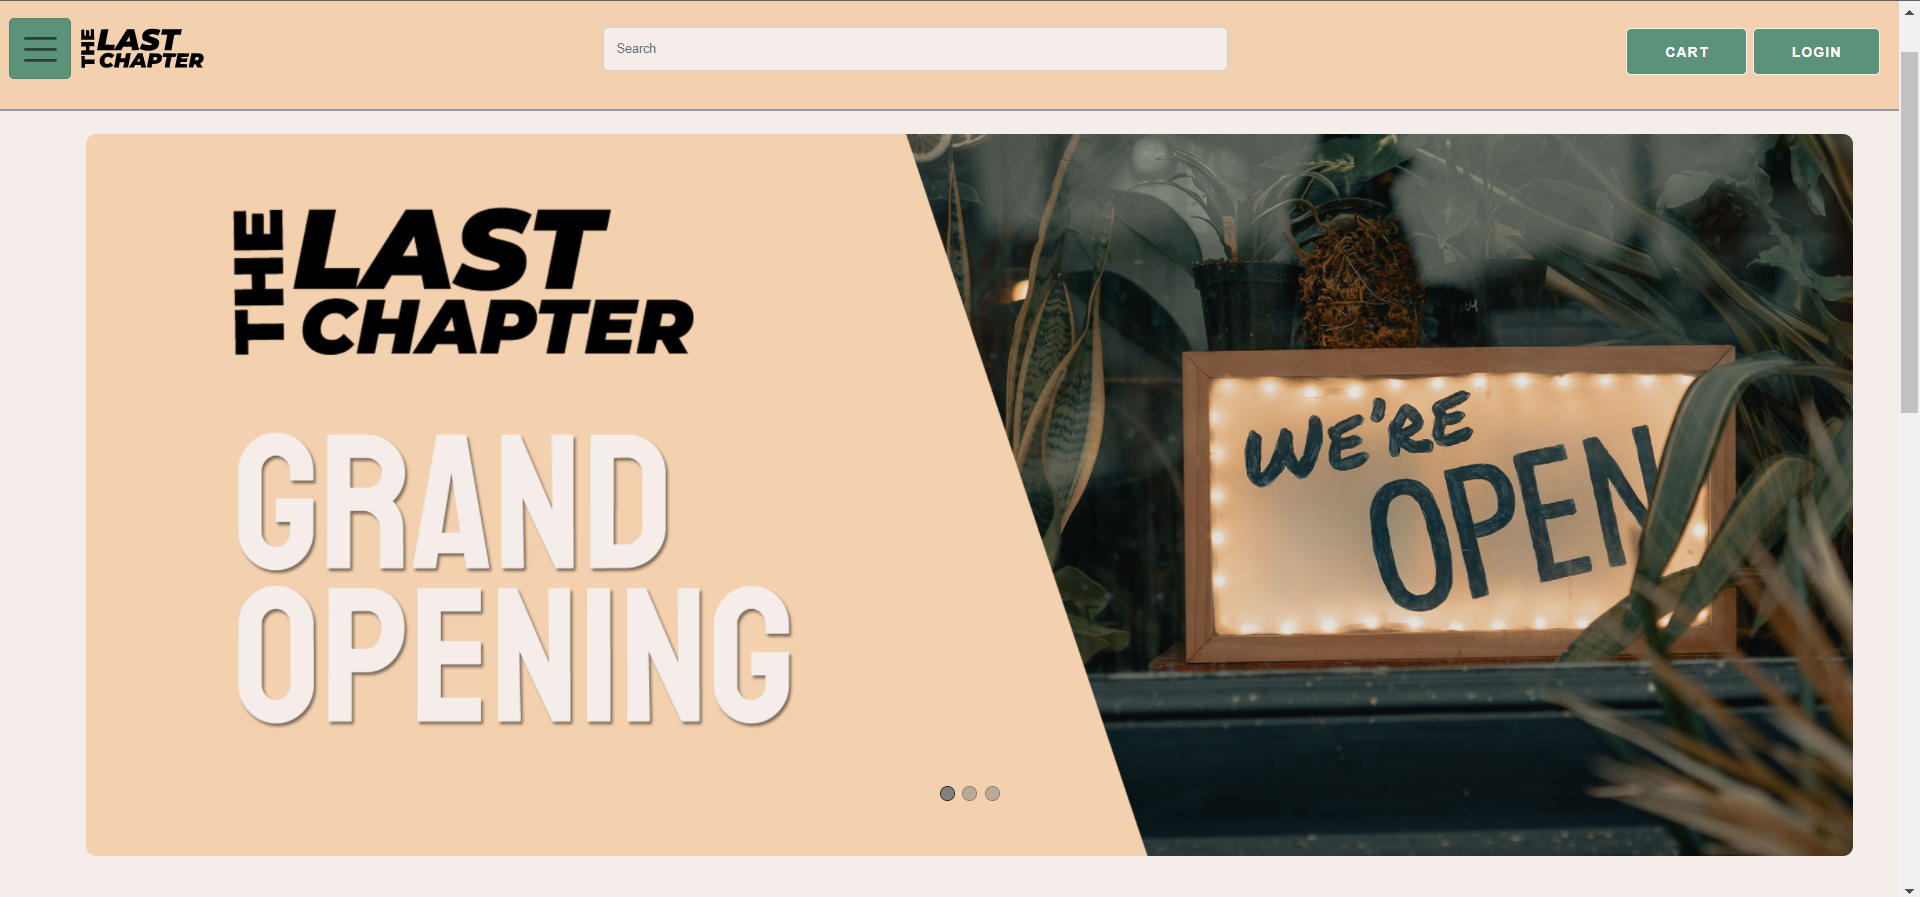 THE LAST
CHAPTER
Search
CART
LOGIN
THE LAST
CHAPTER
GRAND
OPENING
WE'RE
OPEN